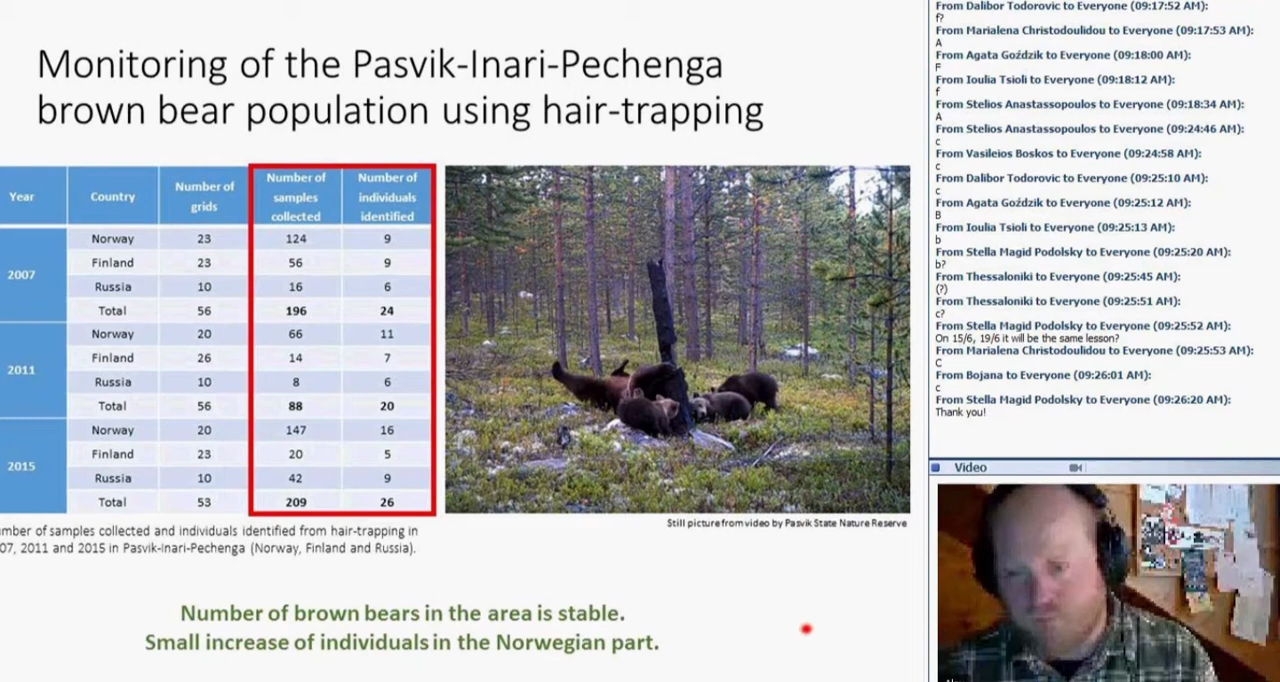 Monitoring of the Pasvik-Inari-Pechenga
brown bear population using hair-trapping
Year Country Number of grids Number of samples collected Number of individuals identified
2007
Norway 23 124 9
Finland 23 56 9
Russia 10 16 6
Total 56 196 24
2011
Norway 20 66 11
Finland 26 14 7
Russia 10 8 6
Total 56 88 20
2015
Norway 20 147 16
Finland 23 20 5
Russia 10 42 9
Total 53 209 26
mber of samples collected and individuals identified from hair-trapping in
07, 2011 and 2015 in Pasvik-Inari-Pechenga (Norway, Finland and Russia).
Still picture from video by Pasvik State Nature Reserve
Number of brown bears in the area is stable.
Small increase of individuals in the Norwegian part.
From Dalibor Todorovic to Everyone (09:17:52 AM):
f?
From Marialena Christodoulidou to Everyone (09:17:53 AM):
A
From Agata Goździk to Everyone (09:18:00 AM):
F
From Ioulia Tsioli to Everyone (09:18:12 AM):
f
From Stelios Anastassopoulos to Everyone (09:18:34 AM):
A
From Stelios Anastassopoulos to Everyone (09:24:46 AM):
c
From Vasileios Boskos to Everyone (09:24:58 AM):
c
From Dalibor Todorovic to Everyone (09:25:10 AM):
c
From Agata Goździk to Everyone (09:25:12 AM):
B
From Ioulia Tsioli to Everyone (09:25:13 AM):
b
From Stella Magid Podolsky to Everyone (09:25:20 AM):
b?
From Thessaloniki to Everyone (09:25:45 AM):
(?)
From Thessaloniki to Everyone (09:25:51 AM):
c?
From Stella Magid Podolsky to Everyone (09:25:52 AM):
On 15/6, 19/6 it will be the same lesson?
From Marialena Christodoulidou to Everyone (09:25:53 AM):
C
From Bojana to Everyone (09:26:01 AM):
c
From Stella Magid Podolsky to Everyone (09:26:20 AM):
Thank you!
Video